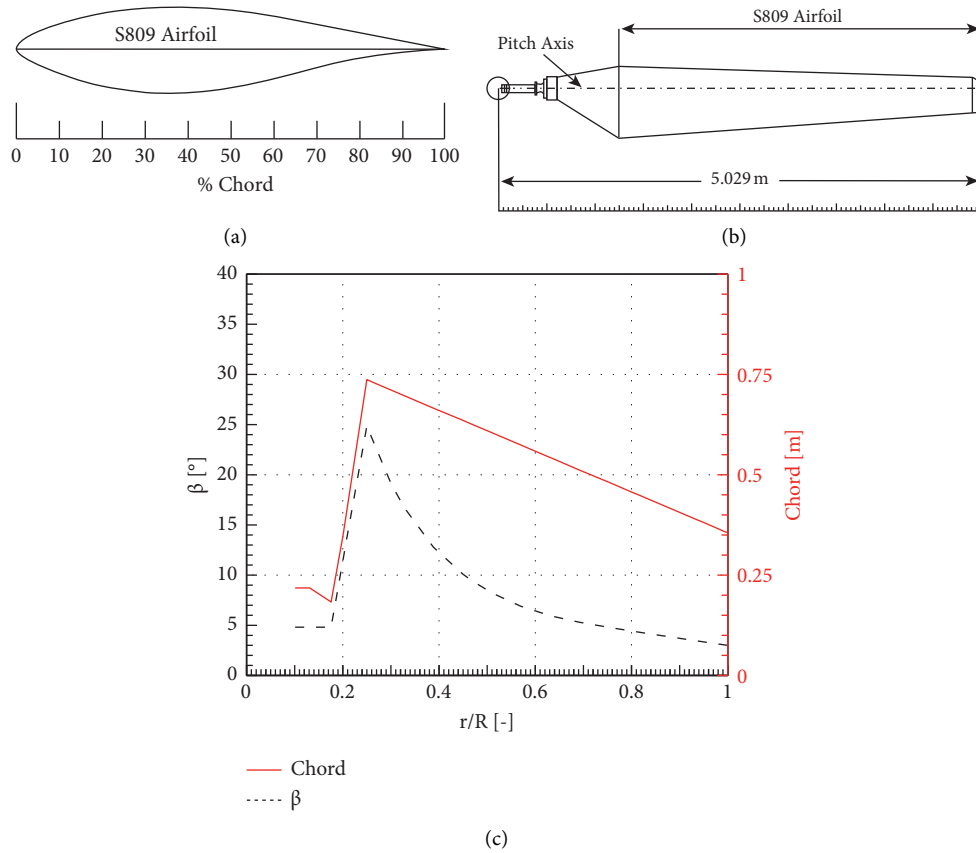 S809 Airfoil
0 10 20 30 40 50 60 70 80 90 100
% Chord
(a)
S809 Airfoil
Pitch Axis
5.029 m
(b)
40
35
30
25
20
15
10
5
0
β [°]
1
0.75
0.5
0.25
0
Chord [m]
0 0.2 0.4 0.6 0.8 1
r/R [-]
Chord
β
(c)